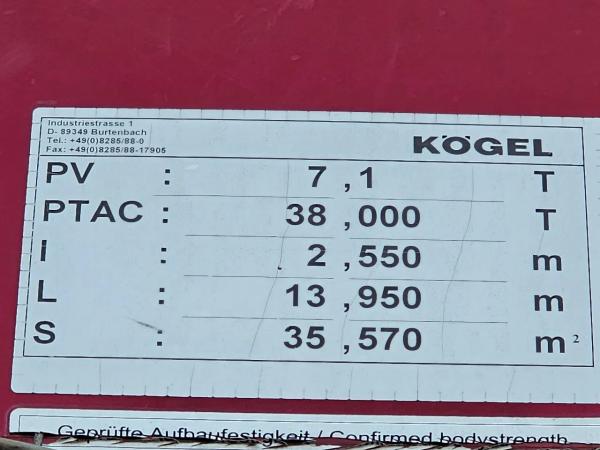 Industriestrasse 1
D- 89349 Burtenbach
Tel.: +49(0)8285/88-0
Fax: +49(0)8285/88-17905
KÖGEL
PV : 7 ,1 T
PTAC : 38 ,000 T
I : 2 ,550 m
L : 13 ,950 m
S : 35 ,570 m²
Geprüfte Aufbaufestigkeit / Confirmed bodystrength